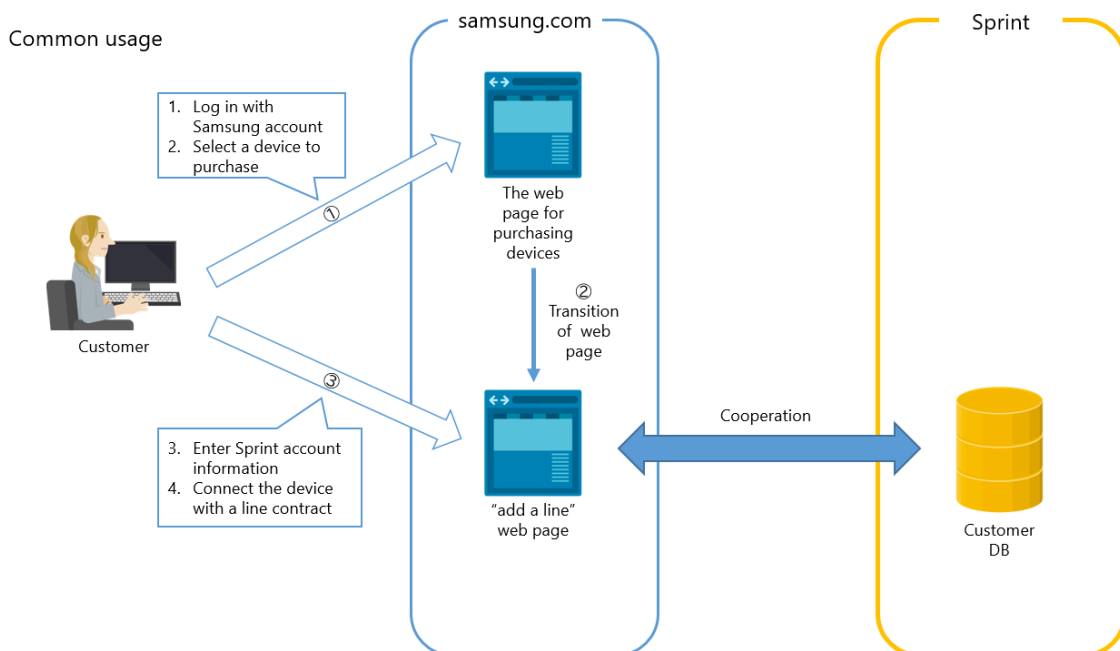 Common usage
samsung.com
Sprint
1. Log in with
Samsung account
2. Select a device to
purchase
①
The web
page for
purchasing
devices
②
Transition
of web
page
Customer
③
3. Enter Sprint account
information
4. Connect the device
with a line contract
“add a line”
web page
Cooperation
Customer
DB